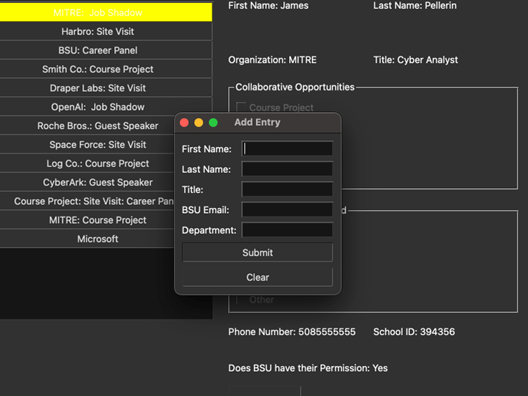 MITRE: Job Shadow
Harbro: Site Visit
BSU: Career Panel
Smith Co.: Course Project
Draper Labs: Site Visit
OpenAI: Job Shadow
Roche Bros.: Guest Speaker
Space Force: Site Visit
Log Co.: Course Project
CyberArk: Guest Speaker
Course Project: Site Visit: Career Pan
MITRE: Course Project
Microsoft
First Name: James
Last Name: Pellerin
Organization: MITRE
Title: Cyber Analyst
Collaborative Opportunities
Course Project
Add Entry
First Name:
Last Name:
Title:
BSU Email:
Department:
Submit
Clear
Other
Phone Number: 5085555555
School ID: 394356
Does BSU have their Permission: Yes